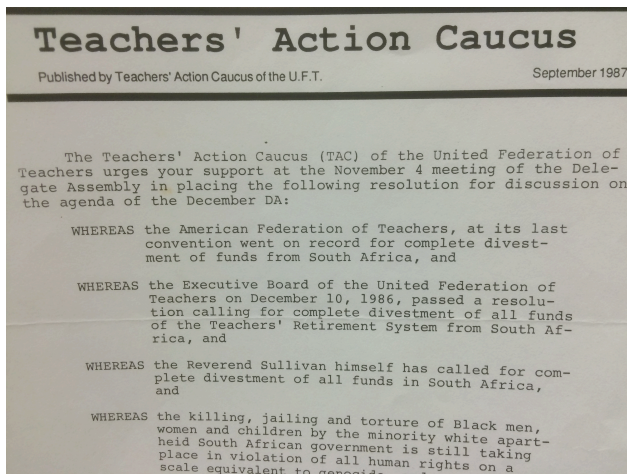 Teachers' Action Caucus
Published by Teachers' Action Caucus of the U.F.T.
September 1987
The Teachers' Action Caucus (TAC) of the United Federation of
Teachers urges your support at the November 4 meeting of the Dele-
gate Assembly in placing the following resolution for discussion on
the agenda of the December DA:
WHEREAS the American Federation of Teachers, at its last
convention went on record for complete divest-
ment of funds from South Africa, and
WHEREAS the Executive Board of the United Federation of
Teachers on December 10, 1986, passed a resolu-
tion calling for complete divestment of all funds
of the Teachers' Retirement System from South Af-
rica, and
WHEREAS the Reverend Sullivan himself has called for com-
plete divestment of all funds in South Africa,
and
WHEREAS the killing, jailing and torture of Black men,
women and children by the minority white apart-
heid South African government is still taking
place in violation of all human rights on a
scale equivalent to genocide